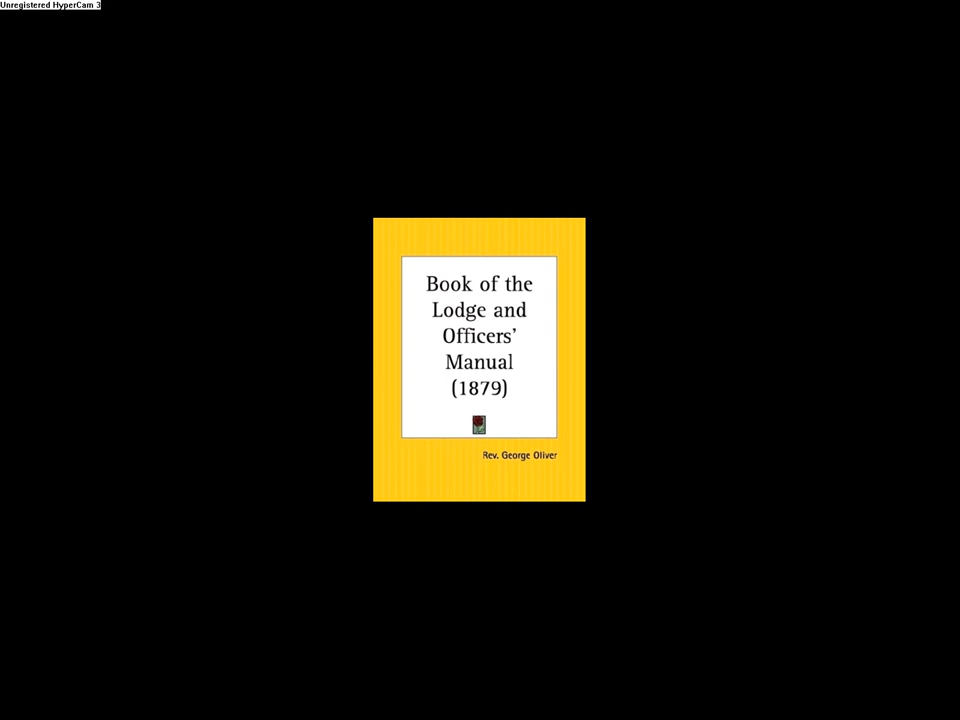 Unregistered HyperCam 3
Book of the
Lodge and
Officers'
Manual
(1879)
Rev. George Oliver